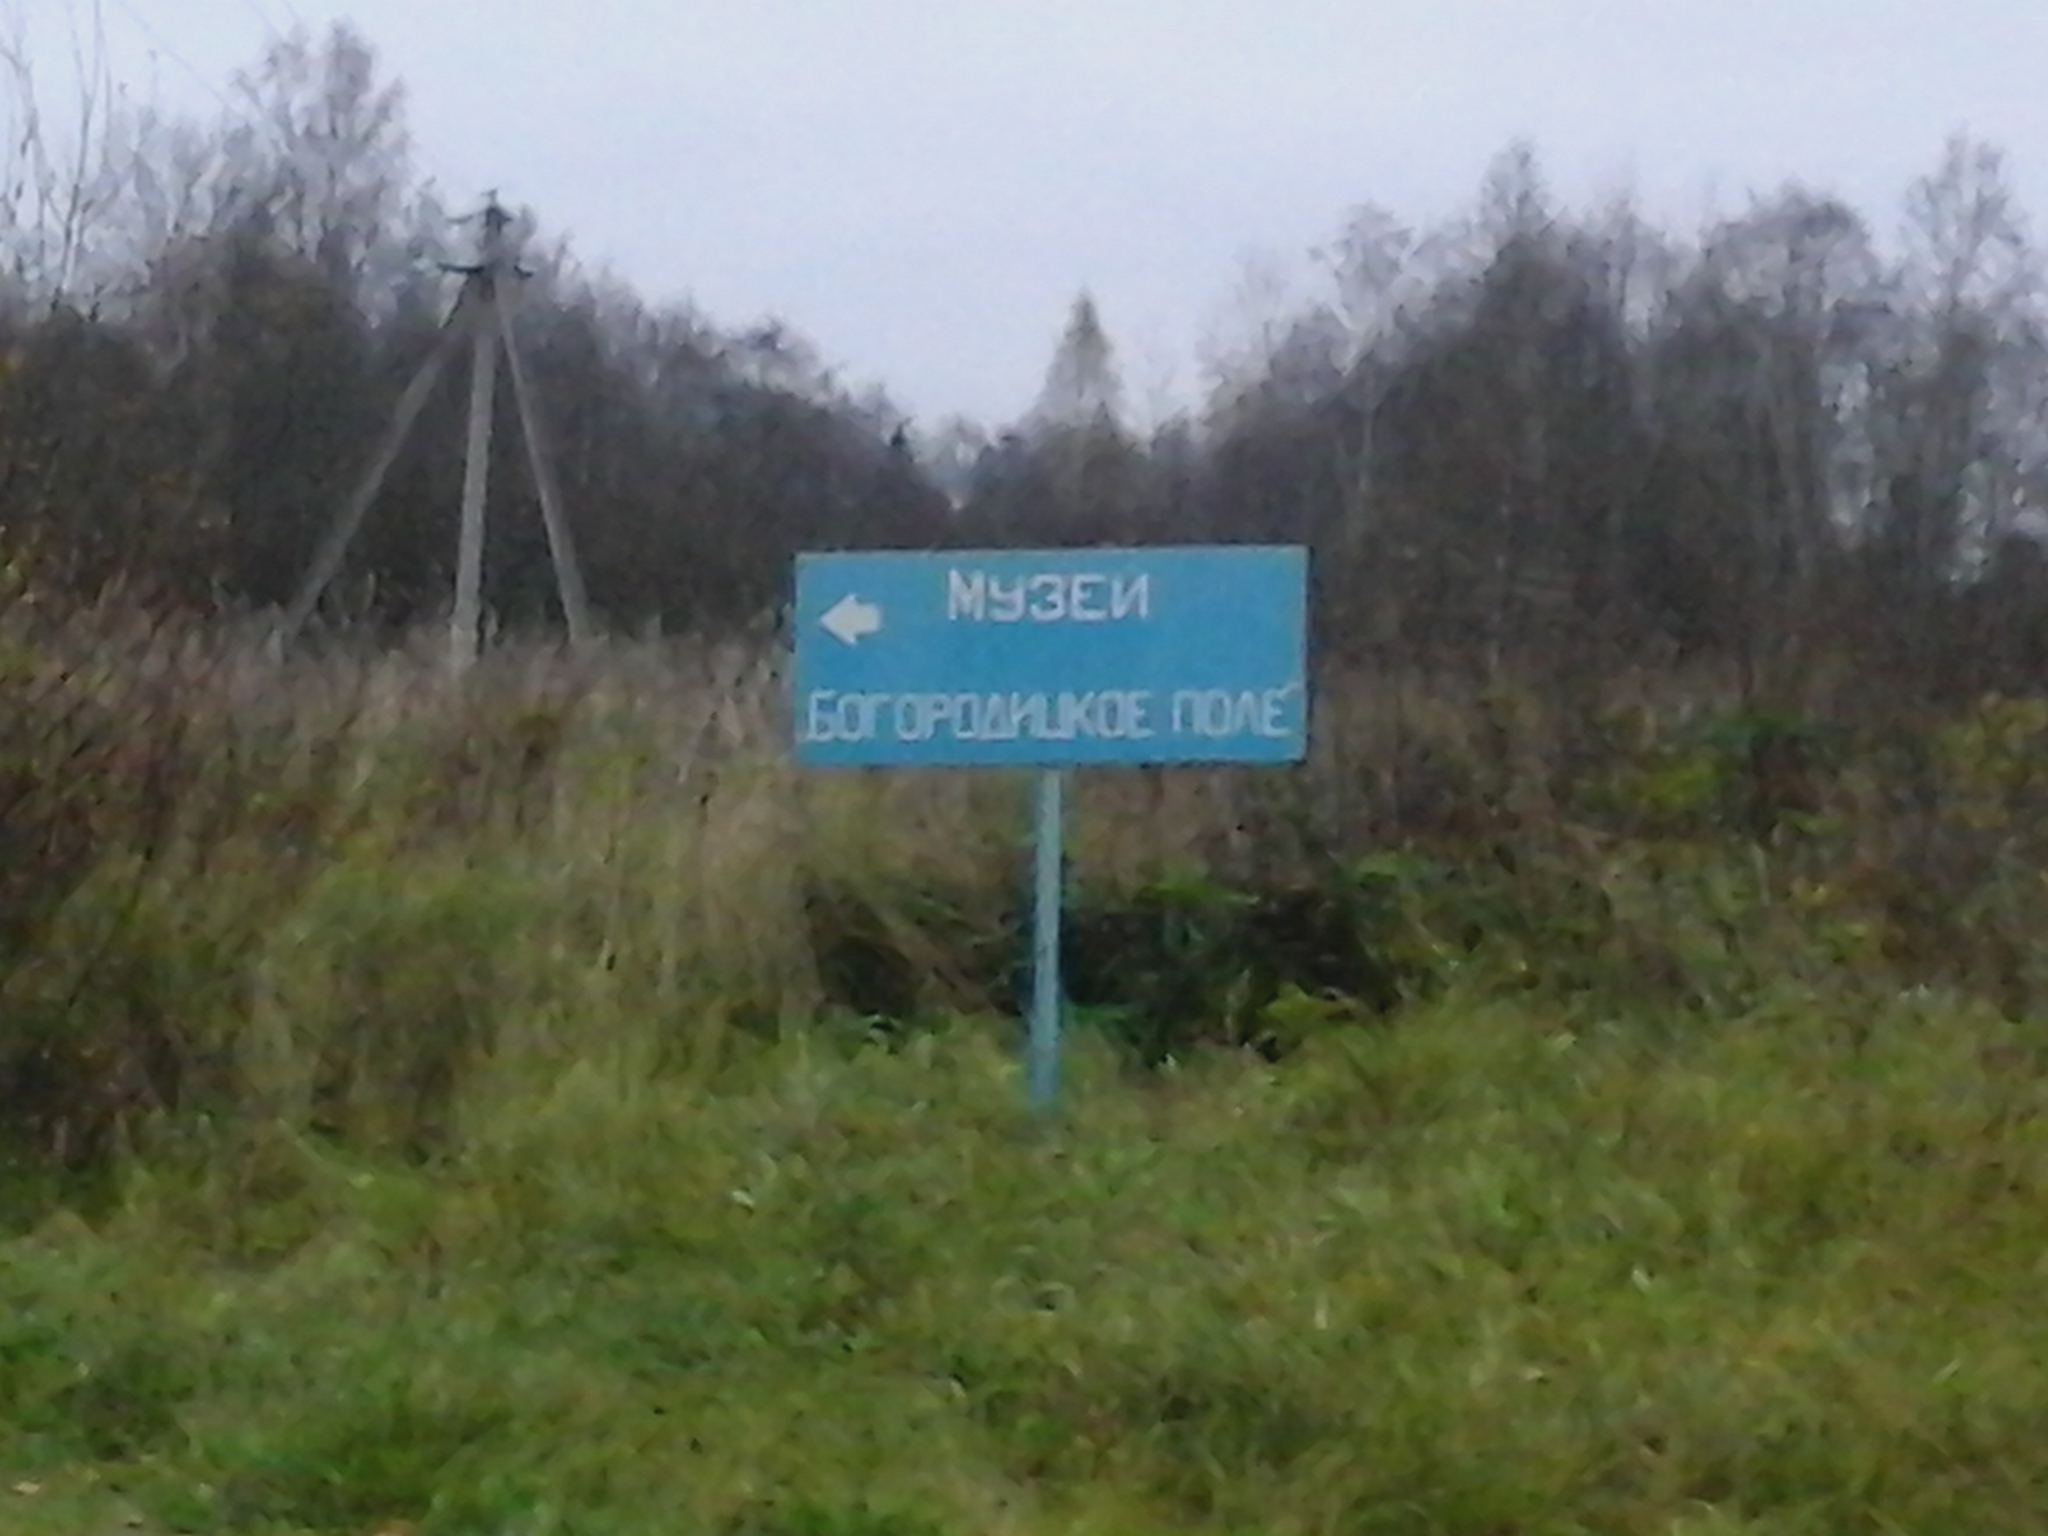 Музеи
Богородицкое поле"